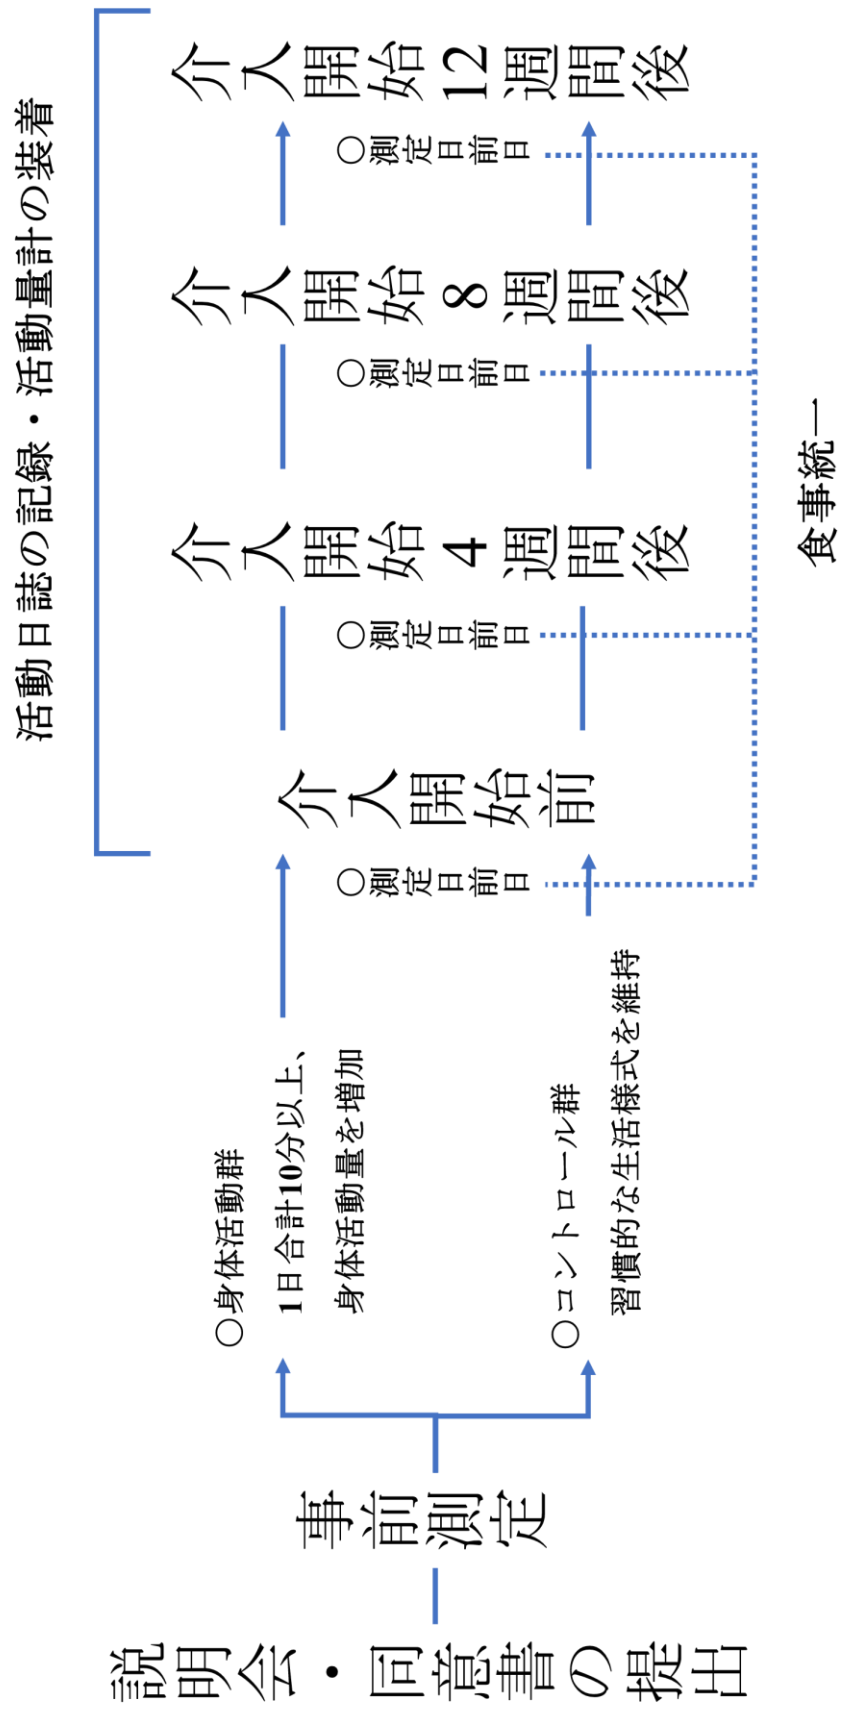 説明会・同意書の提出
事前測定
○身体活動群
1日合計10分以上、
身体活動量を増加
○コントロール群
習慣的な生活様式を維持
○測定日前日
介入開始前
○測定日前日
介入開始4週間後
○測定日前日
介入開始8週間後
○測定日前日
介入開始12週間後
活動日誌の記録・活動量計の装着
食事統一